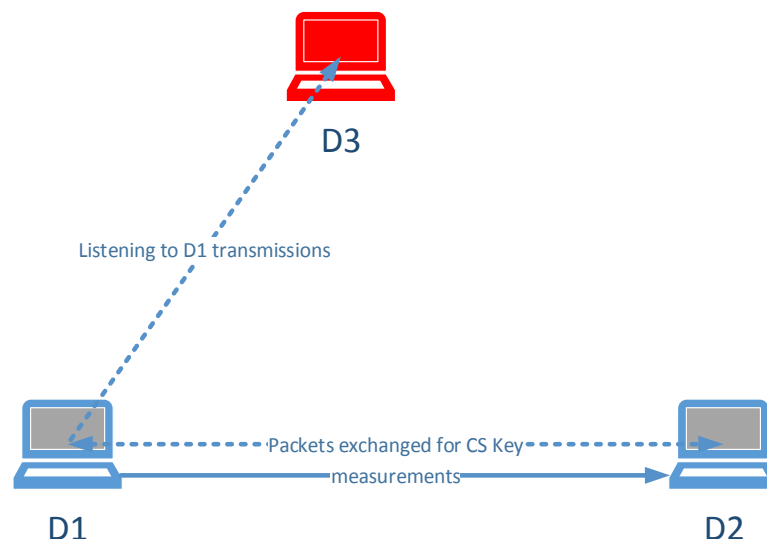 D3
Listening to D1 transmissions
Packets exchanged for CS Key
measurements
D1
D2